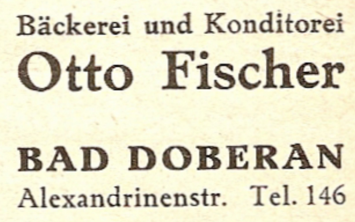 Bäckerei und Konditorei
Otto Fischer
BAD DOBERAN
Alexandrinenstr. Tel. 146